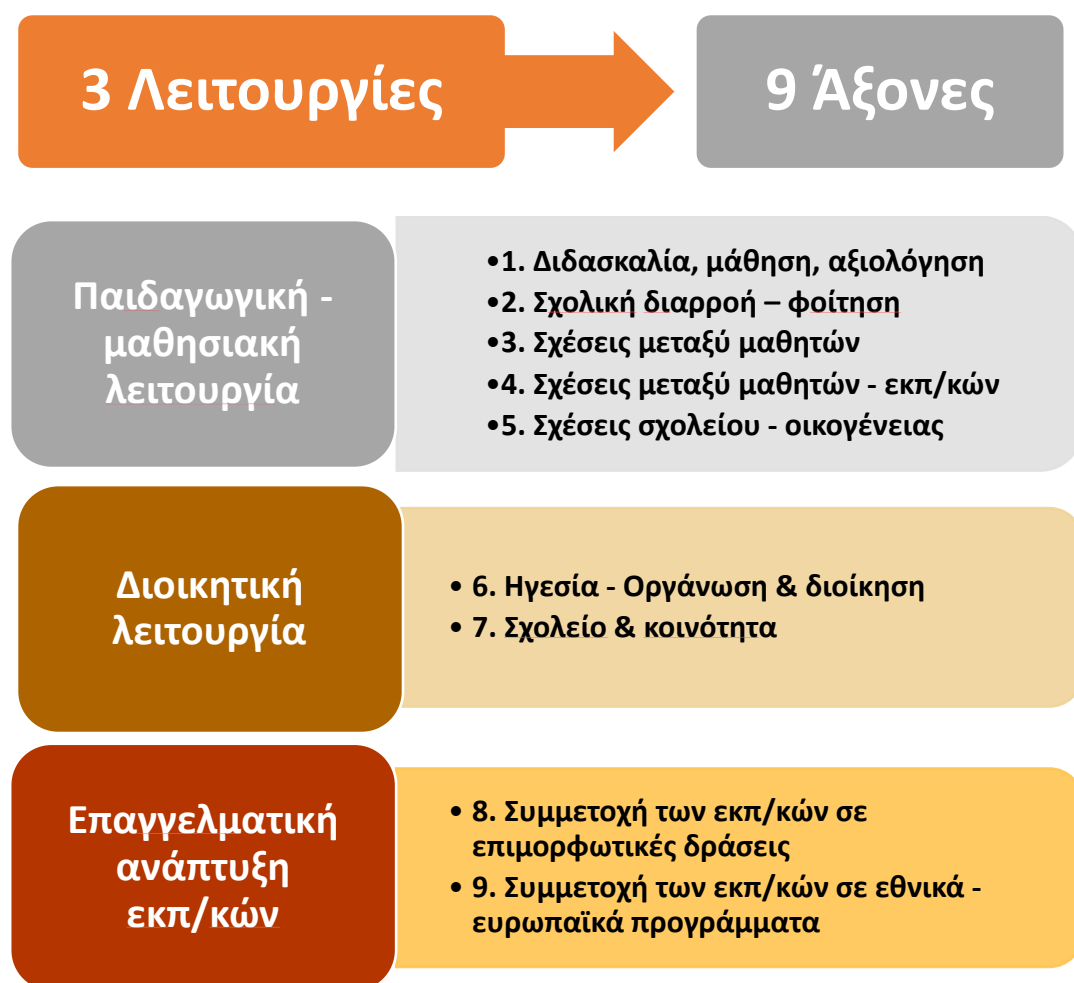 3 Λειτουργίες
9 Άξονες
Παιδαγωγική -
μαθησιακή
λειτουργία
•1. Διδασκαλία, μάθηση, αξιολόγηση
•2. Σχολική διαρροή – φοίτηση
•3. Σχέσεις μεταξύ μαθητών
•4. Σχέσεις μεταξύ μαθητών - εκπ/κών
•5. Σχέσεις σχολείου - οικογένειας
Διοικητική
λειτουργία
• 6. Ηγεσία - Οργάνωση & διοίκηση
• 7. Σχολείο & κοινότητα
Επαγγελματική
ανάπτυξη
εκπ/κών
• 8. Συμμετοχή των εκπ/κών σε
επιμορφωτικές δράσεις
• 9. Συμμετοχή των εκπ/κών σε εθνικά -
ευρωπαϊκά προγράμματα